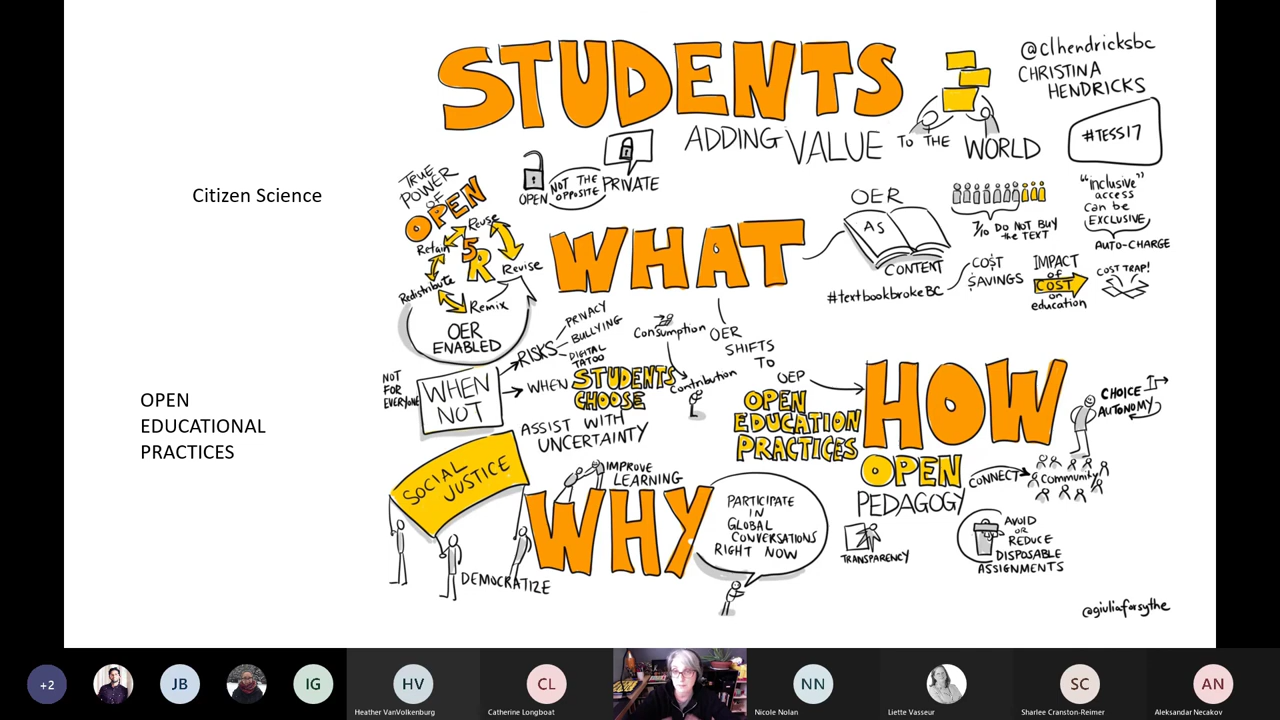 STUDENTS
ADDING VALUE TO THE WORLD
@clhendricksbc
CHRISTINA
HENDRICKS
#TESS17
Citizen Science
OPEN
EDUCATIONAL
PRACTICES
TRUE
POWER
OF
OPEN
5R
Reuse
Revise
Remix
Redistribute
Retain
OER
ENABLED
OPEN
NOT THE
OPPOSITE
PRIVATE
WHAT
OER
AS
CONTENT
7/10 DO NOT BUY
the TEXT
"inclusive"
access
can be
EXCLUSIVE
AUTO-CHARGE
#textbookbrokeBC
COST
SAVINGS
IMPACT
of
COST
on
education
COST TRAP!
NOT
FOR
EVERYONE
WHEN
NOT
RISKS
PRIVACY
BULLYING
DIGITAL
TATOO
WHEN STUDENTS
CHOOSE
ASSIST WITH
UNCERTAINTY
Consumption
Contribution
OER
SHIFTS
TO
OEP
OPEN
EDUCATION
PRACTICES
HOW
OPEN
PEDAGOGY
CHOICE
AUTONOMY
CONNECT
Community
TRANSPARENCY
AVOID
OR
REDUCE
DISPOSABLE
ASSIGNMENTS
SOCIAL
JUSTICE
DEMOCRATIZE
WHY
IMPROVE
LEARNING
PARTICIPATE
IN
GLOBAL
CONVERSATIONS
RIGHT NOW
@giuliaforsythe
+2
JB
IG
HV
Heather VanVolkenburg
CL
Catherine Longboat
NN
Nicole Nolan
Liette Vasseur
SC
Sharlee Cranston-Reimer
AN
Aleksandar Necakov